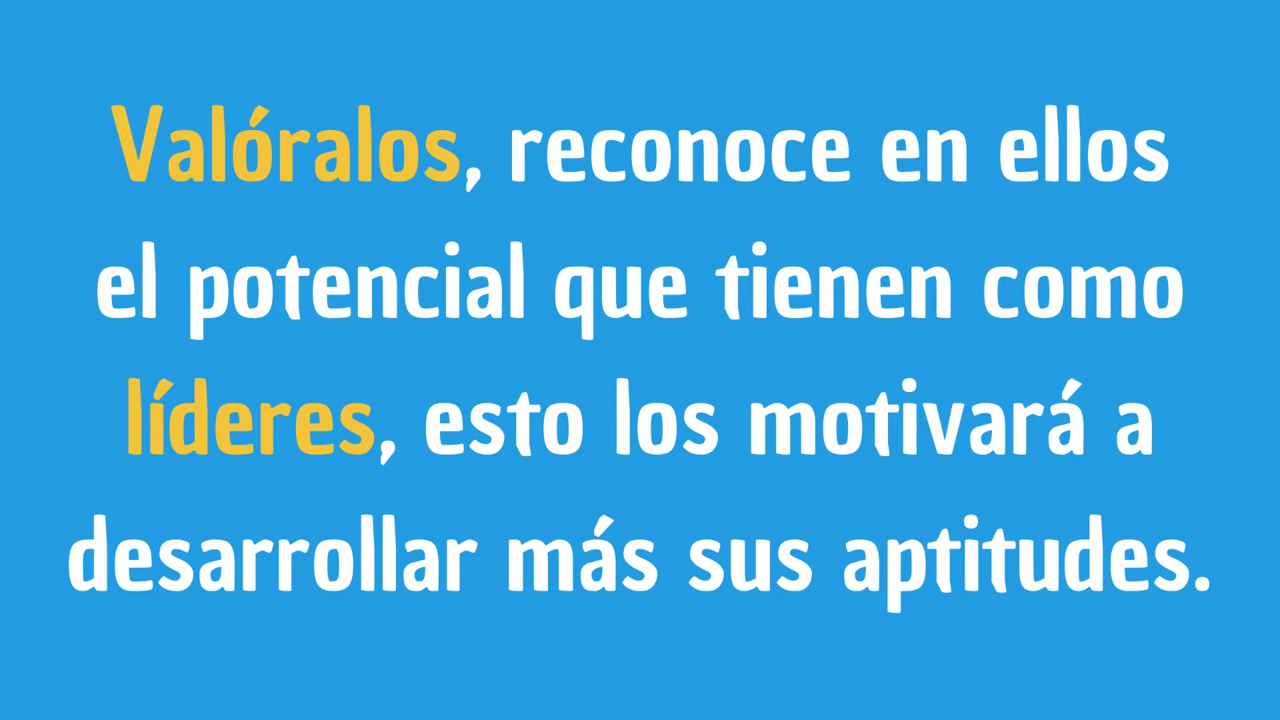 Valóralos, reconoce en ellos
el potencial que tienen como
líderes, esto los motivará a
desarrollar más sus aptitudes.